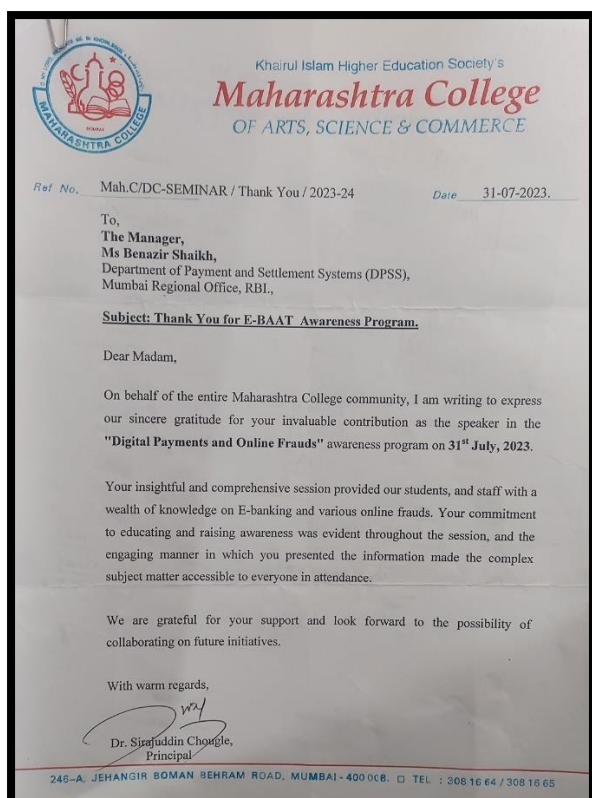 MAHARASHTRA COLLEGE
BOMBAY
Khairul Islam Higher Education Society's
Maharashtra College
OF ARTS, SCIENCE & COMMERCE
Ref No. Mah.C/DC-SEMINAR / Thank You / 2023-24 Date 31-07-2023.
To,
The Manager,
Ms Benazir Shaikh,
Department of Payment and Settlement Systems (DPSS),
Mumbai Regional Office, RBI.,
Subject: Thank You for E-BAAT Awareness Program.
Dear Madam,
On behalf of the entire Maharashtra College community, I am writing to express
our sincere gratitude for your invaluable contribution as the speaker in the
"Digital Payments and Online Frauds" awareness program on 31st July, 2023.
Your insightful and comprehensive session provided our students, and staff with a
wealth of knowledge on E-banking and various online frauds. Your commitment
to educating and raising awareness was evident throughout the session, and the
engaging manner in which you presented the information made the complex
subject matter accessible to everyone in attendance.
We are grateful for your support and look forward to the possibility of
collaborating on future initiatives.
With warm regards,
Dr. Sirajuddin Chougle,
Principal
246-A, JEHANGIR BOMAN BEHRAM ROAD, MUMBAI - 400 008. □ TEL : 308 16 64 / 308 16 65